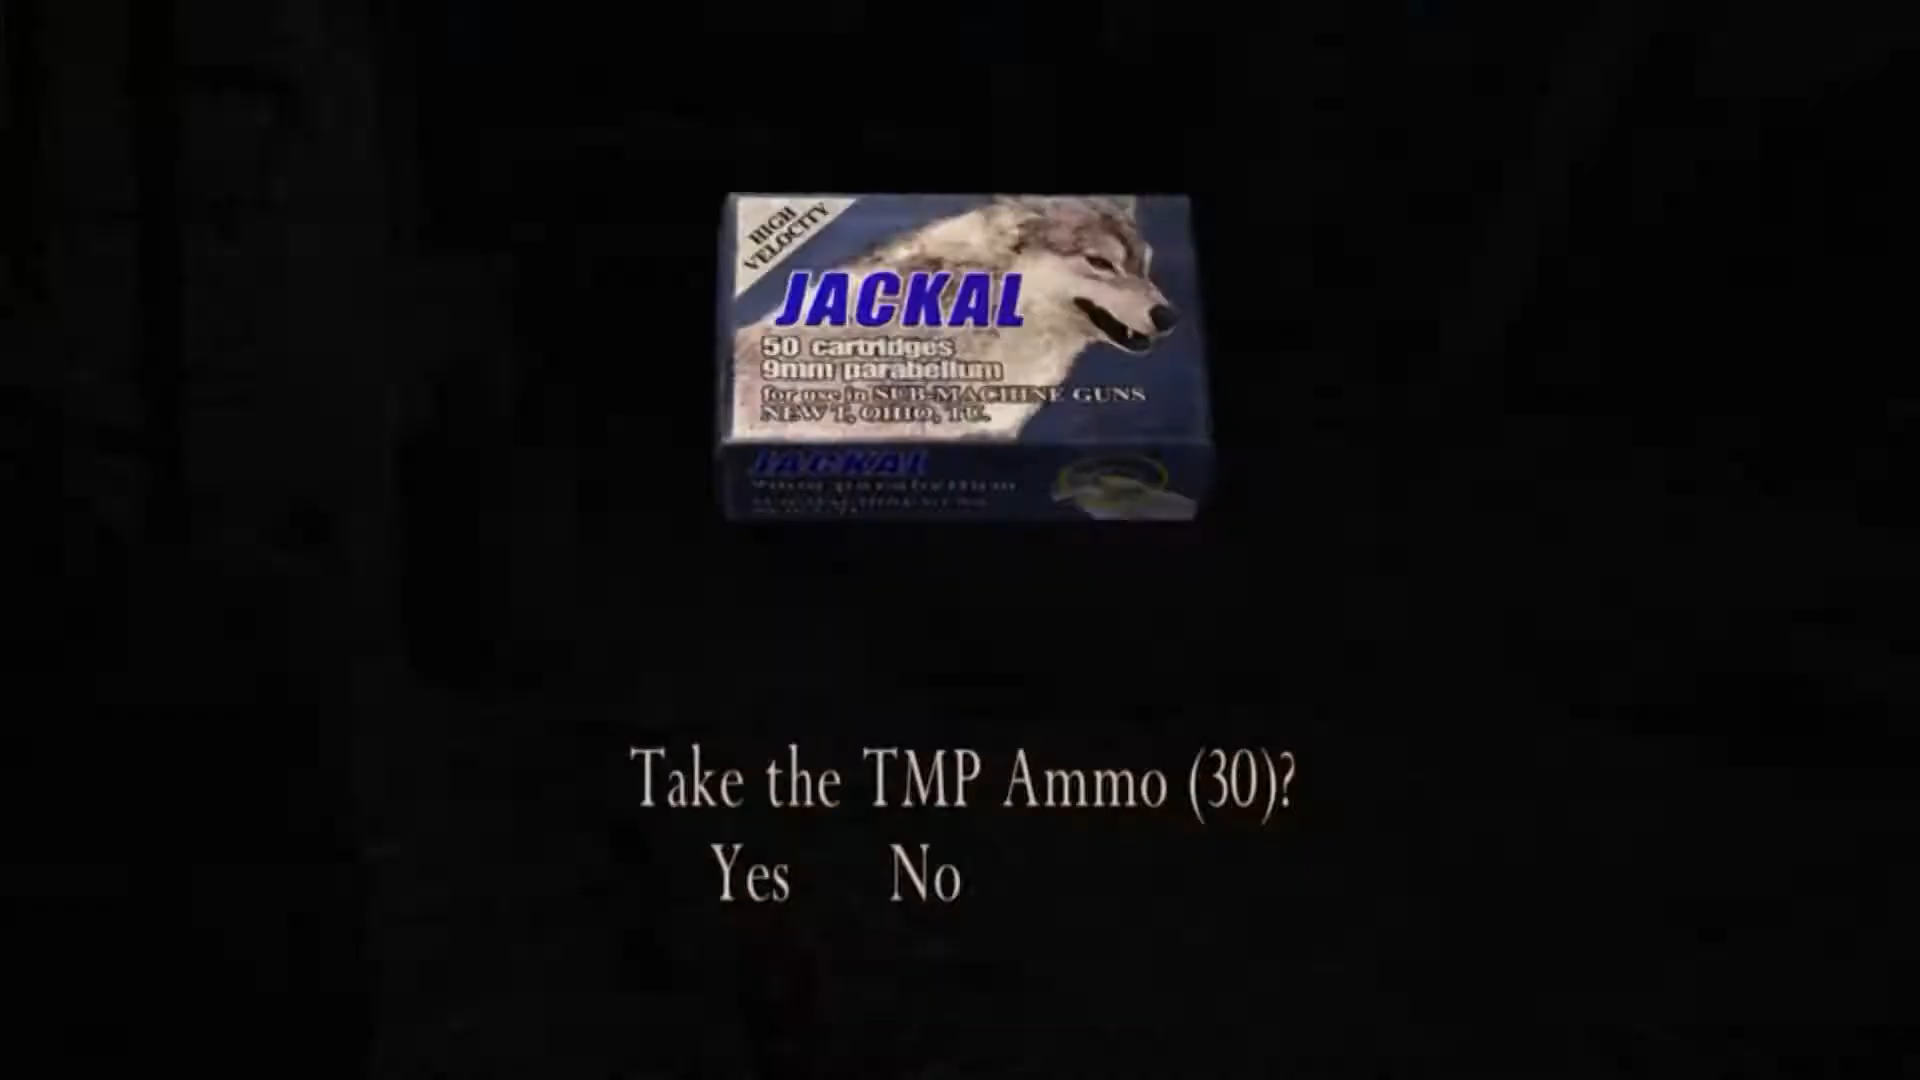 HIGH
VELOCITY
JACKAL
50 cartridges
9mm parabellum
for use in SUB-MACHINE GUNS
NEW
JACKAL
Take the TMP Ammo (30)?
Yes No